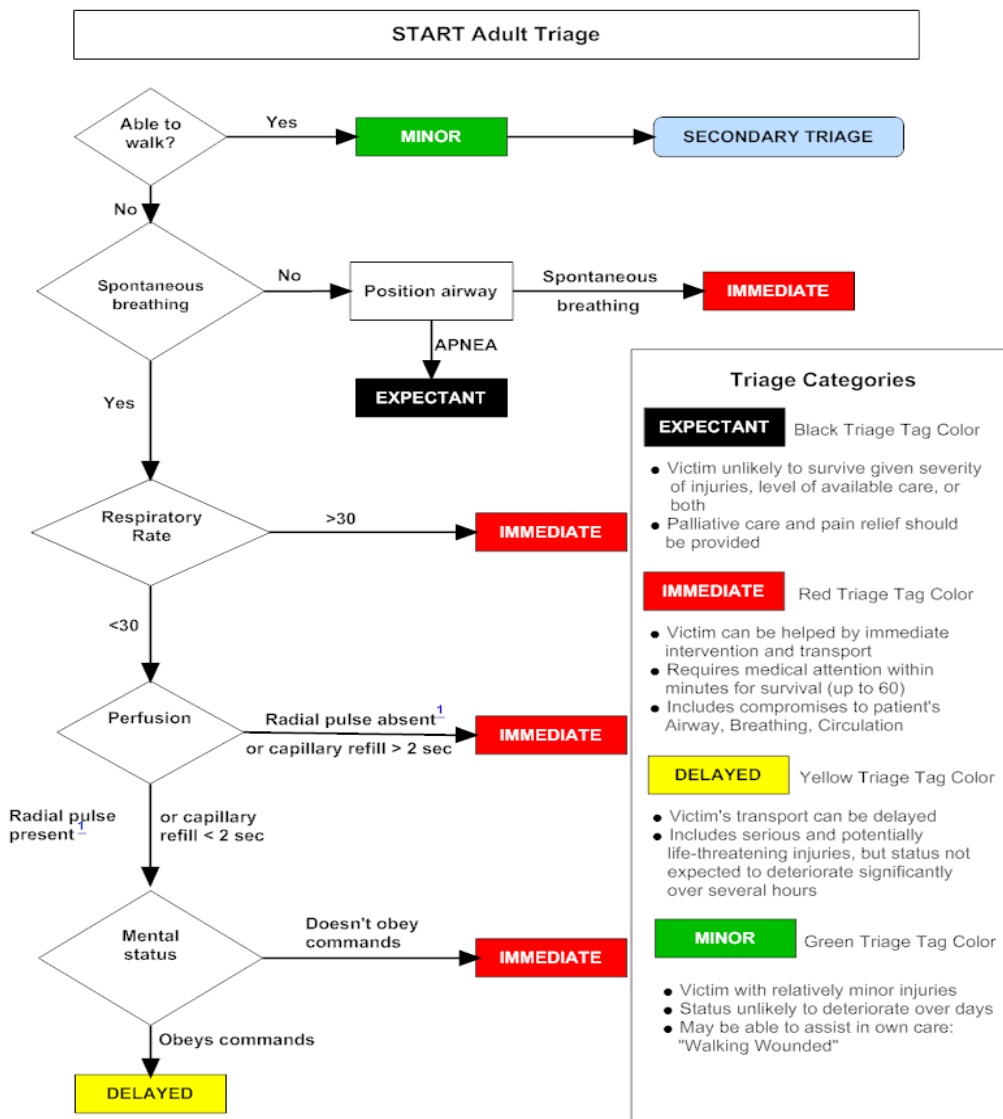 START Adult Triage
Able to
walk?
Yes
MINOR
SECONDARY TRIAGE
No
Spontaneous
breathing
No
Position airway
Spontaneous
breathing
IMMEDIATE
APNEA
EXPECTANT
Yes
Respiratory
Rate
>30
IMMEDIATE
<30
Perfusion
Radial pulse absent 1
or capillary refill > 2 sec
IMMEDIATE
Radial pulse
present 1
or capillary
refill < 2 sec
Mental
status
Doesn't obey
commands
IMMEDIATE
Obeys commands
DELAYED
Triage Categories
EXPECTANT Black Triage Tag Color
● Victim unlikely to survive given severity
of injuries, level of available care, or
both
● Palliative care and pain relief should
be provided
IMMEDIATE Red Triage Tag Color
● Victim can be helped by immediate
intervention and transport
● Requires medical attention within
minutes for survival (up to 60)
● Includes compromises to patient's
Airway, Breathing, Circulation
DELAYED Yellow Triage Tag Color
● Victim's transport can be delayed
● Includes serious and potentially
life-threatening injuries, but status not
expected to deteriorate significantly
over several hours
MINOR Green Triage Tag Color
● Victim with relatively minor injuries
● Status unlikely to deteriorate over days
● May be able to assist in own care:
"Walking Wounded"